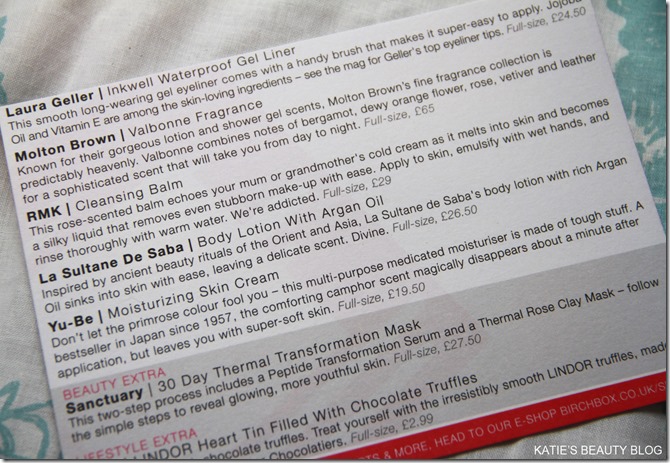 Laura Geller | Inkwell Waterproof Gel Liner
This smooth long-wearing gel eyeliner comes with a handy brush that makes it super-easy to apply. Jojoba
Oil and Vitamin E are among the skin-loving ingredients – see the mag for Geller's top eyeliner tips. Full-size, £24.50
Molton Brown | Valbonne Fragrance
Known for their gorgeous lotion and shower gel scents, Molton Brown's fine fragrance collection is
predictably heavenly. Valbonne combines notes of bergamot, dewy orange flower, rose, vetiver and leather
for a sophisticated scent that will take you from day to night. Full-size, £65
RMK | Cleansing Balm
This rose-scented balm echoes your mum or grandmother's cold cream as it melts into skin and becomes
a silky liquid that removes even stubborn make-up with ease. Apply to skin, emulsify with wet hands, and
rinse thoroughly with warm water. We're addicted. Full-size, £29
La Sultane De Saba | Body Lotion With Argan Oil
Inspired by ancient beauty rituals of the Orient and Asia, La Sultane de Saba's body lotion with rich Argan
Oil sinks into skin with ease, leaving a delicate scent. Divine. Full-size, £26.50
Yu-Be | Moisturizing Skin Cream
Don't let the primrose colour fool you – this multi-purpose medicated moisturiser is made of tough stuff. A
bestseller in Japan since 1957, the comforting camphor scent magically disappears about a minute after
application, but leaves you with super-soft skin. Full-size, £19.50
BEAUTY EXTRA
Sanctuary | 30 Day Thermal Transformation Mask
This two-step process includes a Peptide Transformation Serum and a Thermal Rose Clay Mask – follow
the simple steps to reveal glowing, more youthful skin. Full-size, £27.50
LIFESTYLE EXTRA
LINDOR Heart Tin Filled With Chocolate Truffles
chocolate truffles. Treat yourself with the irresistibly smooth LINDOR truffles, made
Chocolatiers. Full-size, £2.99
& MORE, HEAD TO OUR E-SHOP BIRCHBOX.CO.UK/S
KATIE'S BEAUTY BLOG